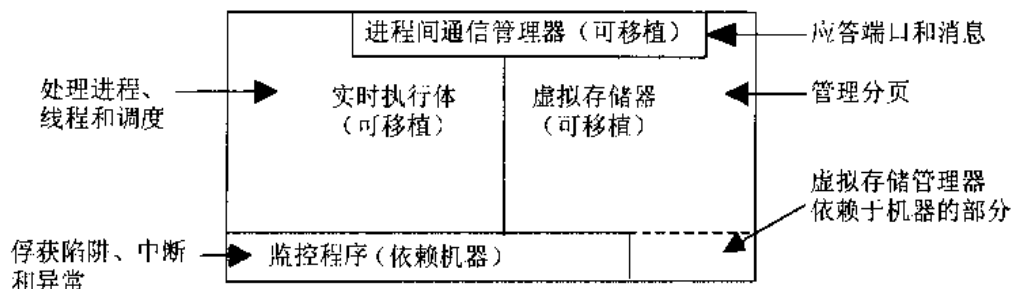 进程间通信管理器（可移植）
应答端口和消息
处理进程、
线程和调度
实时执行体
（可移植）
虚拟存储器
（可移植）
管理分页
虚拟存储管理器
依赖于机器的部分
俘获陷阱、中断
和异常
监控程序（依赖机器）